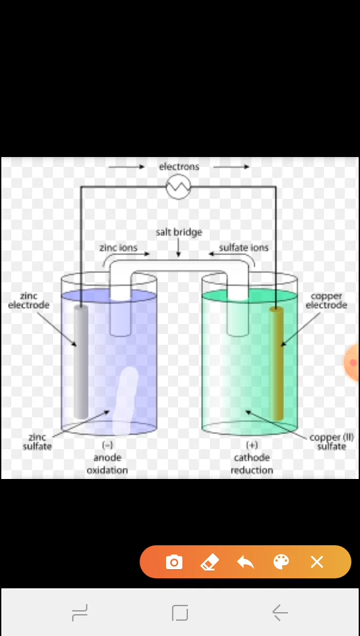 electrons
salt bridge
zinc ions
sulfate ions
zinc
electrode
copper
electrode
zinc
sulfate
(–)
anode
oxidation
(+)
cathode
reduction
copper (II)
sulfate